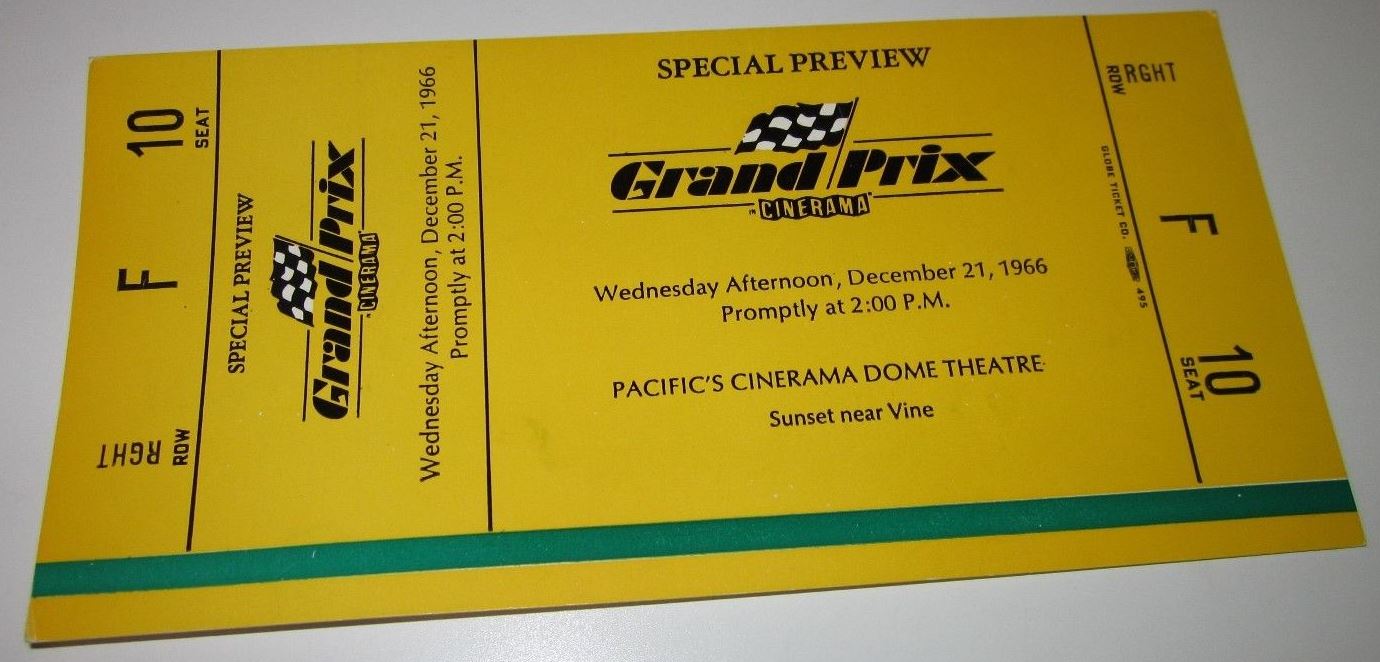 10
SEAT
F
RGHT
ROW
SPECIAL PREVIEW
Grand Prix
IN CINERAMA®
Wednesday Afternoon, December 21, 1966
Promptly at 2:00 P.M.
SPECIAL PREVIEW
Grand Prix
IN CINERAMA®
Wednesday Afternoon, December 21, 1966
Promptly at 2:00 P.M.
PACIFIC'S CINERAMA DOME THEATRE
Sunset near Vine
GLOBE TICKET CO. 495
ROW
RGHT
F
10
SEAT